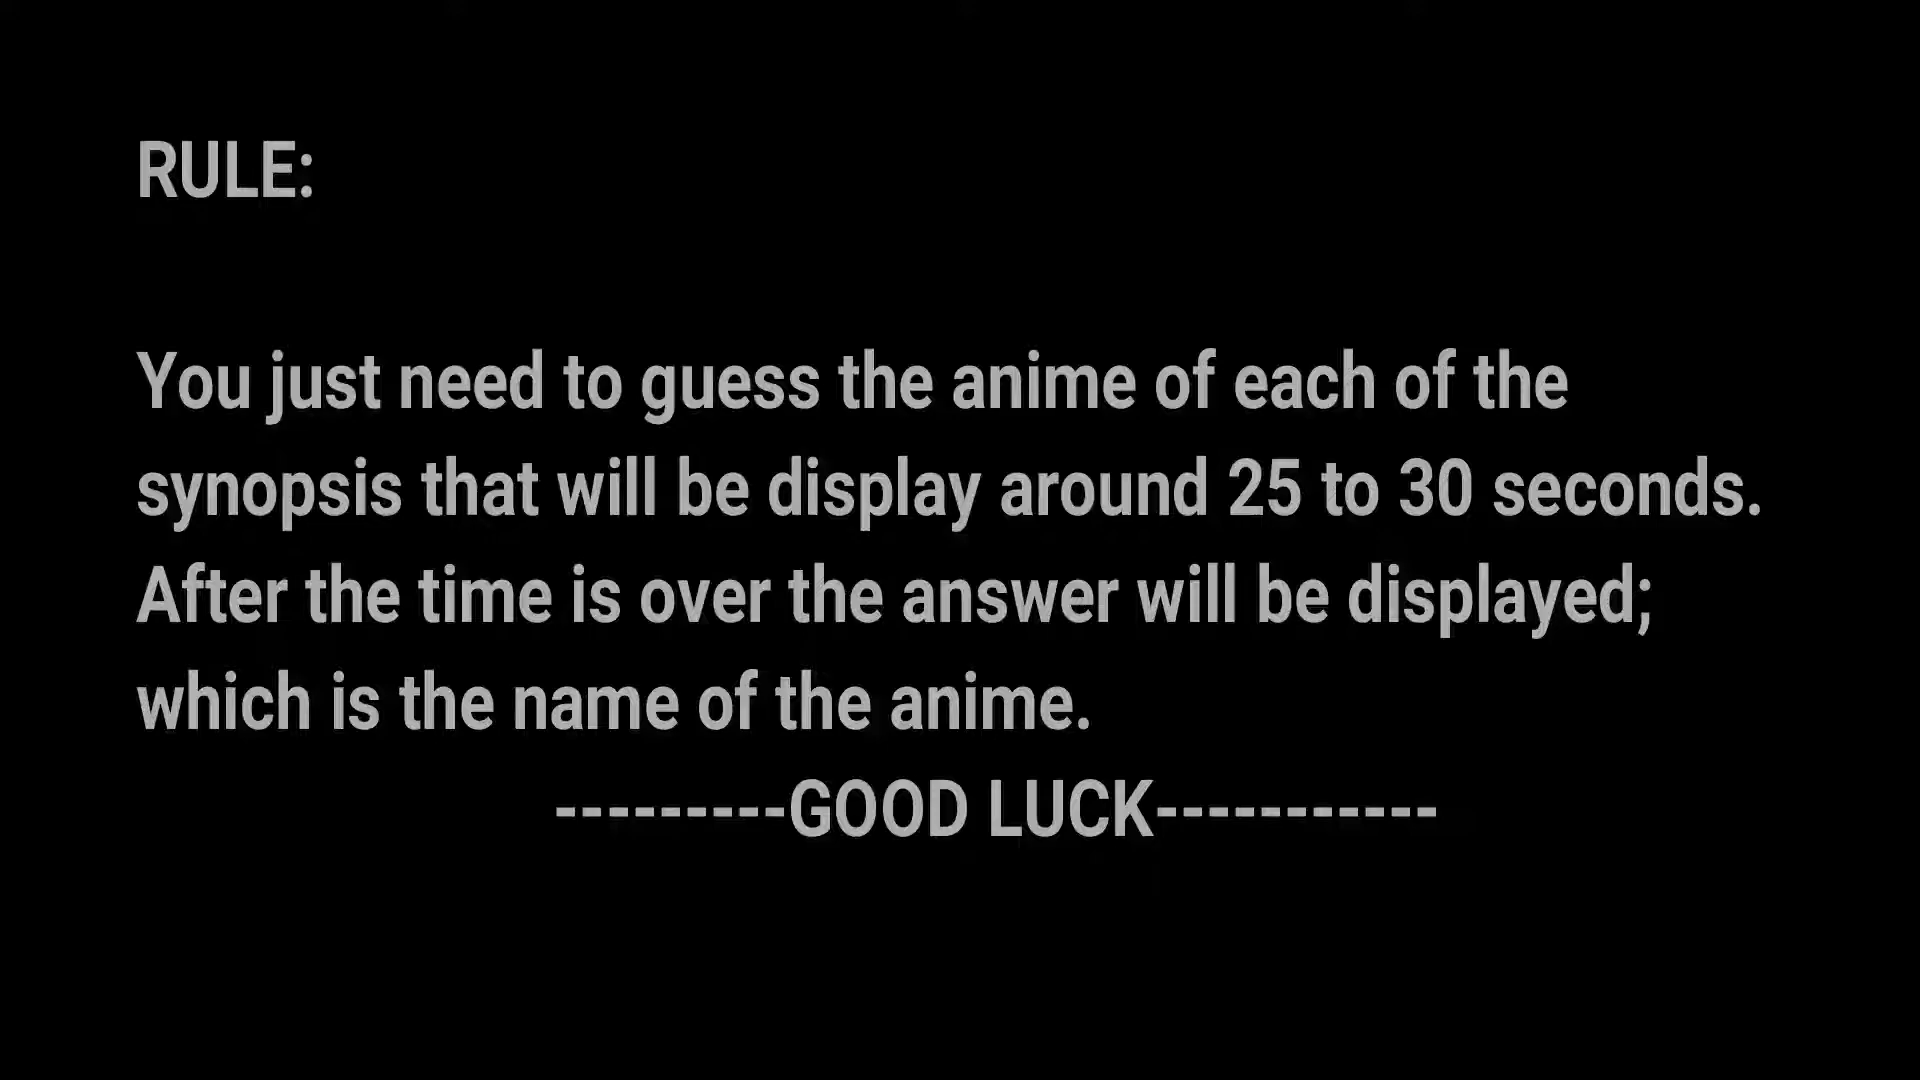 RULE:
You just need to guess the anime of each of the
synopsis that will be display around 25 to 30 seconds.
After the time is over the answer will be displayed;
which is the name of the anime.
---------GOOD LUCK-----------